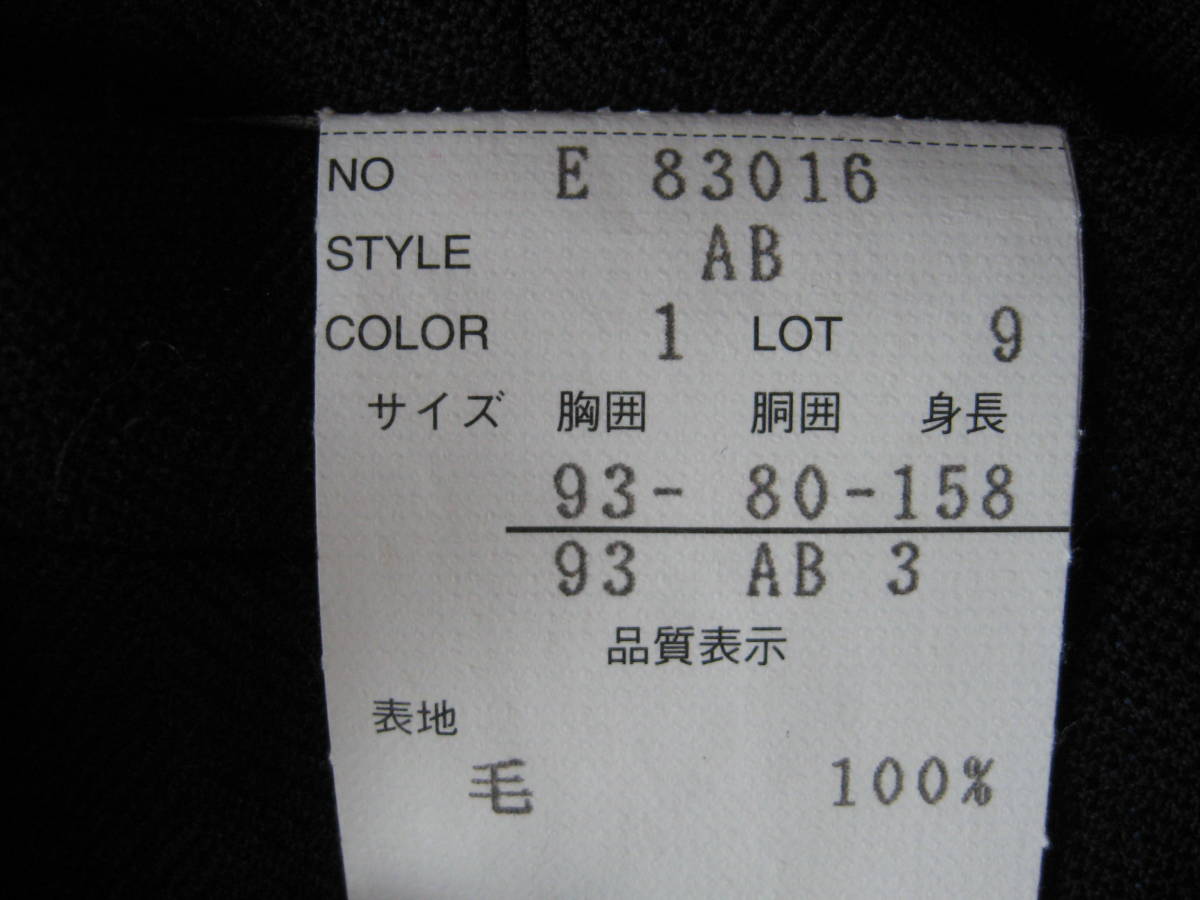 NO E 83016
STYLE AB
COLOR 1 LOT 9
サイズ 胸囲 胴囲 身長
93- 80-158
93 AB 3
品質表示
表地
毛 100%